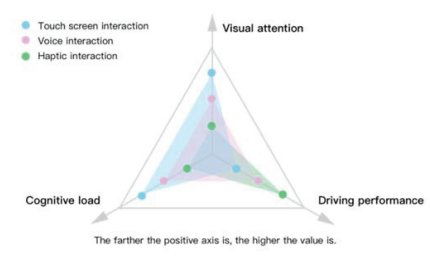 Visual attention
Touch screen interaction
Voice interaction
Haptic interaction
Cognitive load
Driving performance
The farther the positive axis is, the higher the value is.